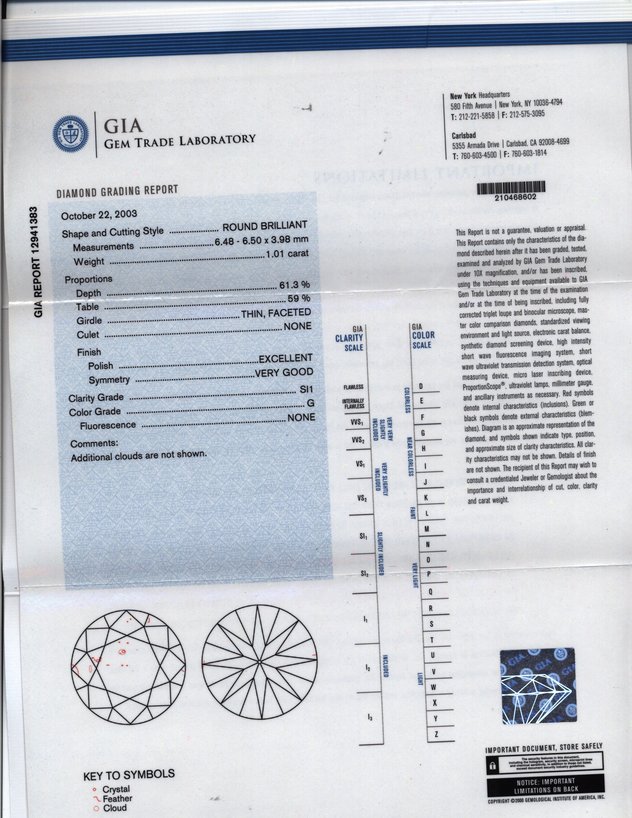 GIA
GEM TRADE LABORATORY
New York Headquarters
580 Fifth Avenue | New York, NY 10036-4794
T: 212-221-5858 | F: 212-575-3095
Carlsbad
5355 Armada Drive | Carlsbad, CA 92008-4699
T: 760-603-4500 | F: 760-603-1814
210468602
GIA REPORT 12941383
DIAMOND GRADING REPORT
October 22, 2003
Shape and Cutting Style ROUND BRILLIANT
Measurements 6.48 - 6.50 x 3.98 mm
Weight 1.01 carat
Proportions
Depth 61.3 %
Table 59 %
Girdle THIN, FACETED
Culet NONE
Finish
Polish EXCELLENT
Symmetry VERY GOOD
Clarity Grade SI1
Color Grade G
Fluorescence NONE
Comments:
Additional clouds are not shown.
GIA
CLARITY
SCALE
FLAWLESS
INTERNALLY
FLAWLESS
VVS1
VVS2
VERY VERY
SLIGHTLY
INCLUDED
VS1
VS2
VERY SLIGHTLY
INCLUDED
SI1
SI2
SLIGHTLY INCLUDED
I1
I2
I3
INCLUDED
GIA
COLOR
SCALE
D
E
F
COLORLESS
G
H
I
J
NEAR COLORLESS
K
L
M
FAINT
N
O
P
Q
R
VERY LIGHT
S
T
U
V
W
X
Y
Z
LIGHT
This Report is not a guarantee, valuation or appraisal.
This Report contains only the characteristics of the dia-
mond described herein after it has been graded, tested,
examined and analyzed by GIA Gem Trade Laboratory
under 10X magnification, and/or has been inscribed,
using the techniques and equipment available to GIA
Gem Trade Laboratory at the time of the examination
and/or at the time of being inscribed, including fully
corrected triplet loupe and binocular microscope, mas-
ter color comparison diamonds, standardized viewing
environment and light source, electronic carat balance,
synthetic diamond screening device, high intensity
short wave fluorescence imaging system, short
wave ultraviolet transmission detection system, optical
measuring device, micro laser inscribing device,
ProportionScope®, ultraviolet lamps, millimeter gauge,
and ancillary instruments as necessary. Red symbols
denote internal characteristics (inclusions). Green or
black symbols denote external characteristics (blem-
ishes). Diagram is an approximate representation of the
diamond, and symbols shown indicate type, position,
and approximate size of clarity characteristics. All clar-
ity characteristics may not be shown. Details of finish
are not shown. The recipient of this Report may wish to
consult a credentialed Jeweler or Gemologist about the
importance and interrelationship of cut, color, clarity
and carat weight.
KEY TO SYMBOLS
Crystal
Feather
Cloud
GIA
IMPORTANT DOCUMENT, STORE SAFELY
NOTICE: IMPORTANT
LIMITATIONS ON BACK
COPYRIGHT ©2000 GEMOLOGICAL INSTITUTE OF AMERICA, INC.